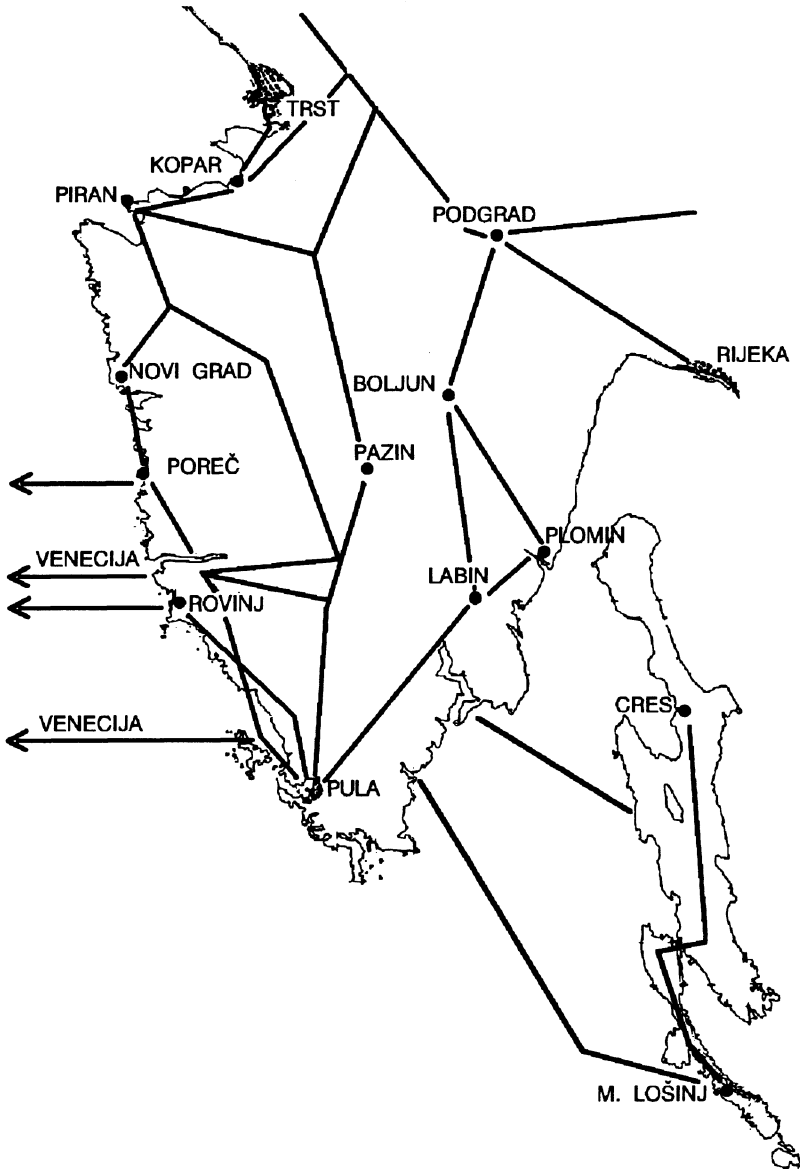 TRST
KOPAR
PIRAN
PODGRAD
RIJEKA
NOVI GRAD
BOLJUN
PAZIN
POREČ
PLOMIN
VENECIJA
LABIN
ROVINJ
CRES
VENECIJA
PULA
M. LOŠINJ